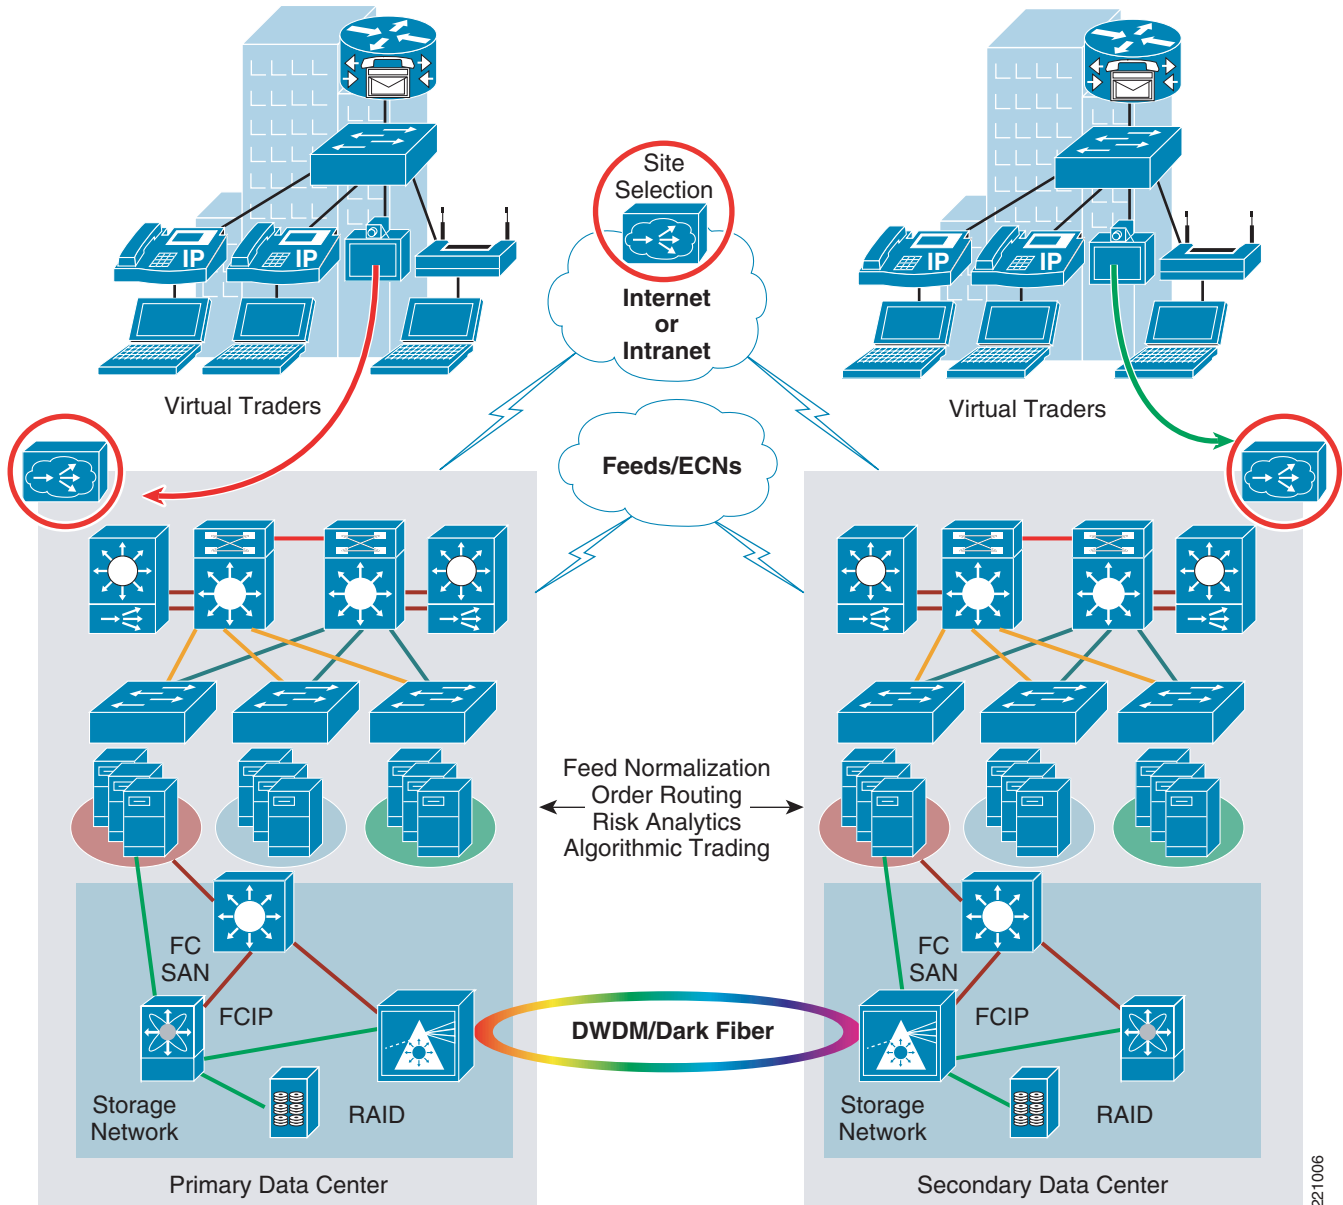 Site
Selection
IP
IP
IP
IP
Internet
or
Intranet
Virtual Traders
Virtual Traders
Feeds/ECNs
Feed Normalization
Order Routing
Risk Analytics
Algorithmic Trading
FC
SAN
FCIP
Storage
Network
RAID
Primary Data Center
DWDM/Dark Fiber
FC
SAN
FCIP
Storage
Network
RAID
Secondary Data Center
221006